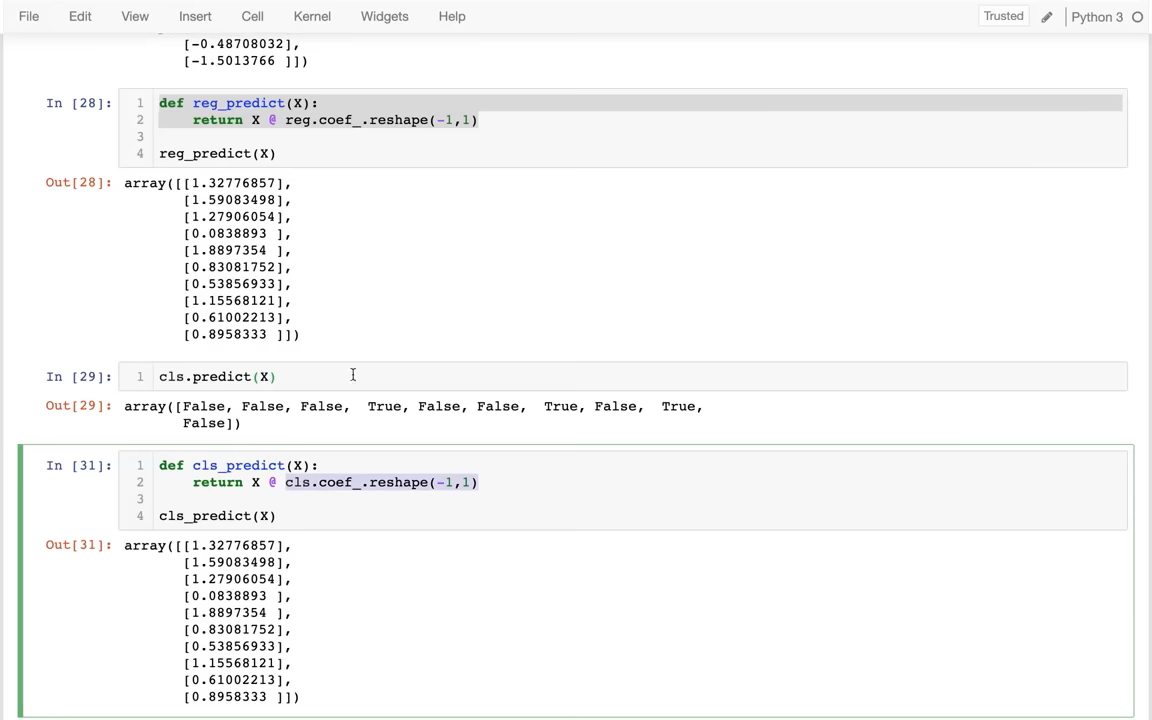 File Edit View Insert Cell Kernel Widgets Help Trusted Python 3
[-0.48708032],
[-1.5013766 ]])
In [28]: 1 def reg_predict(X):
2 return X @ reg.coef_.reshape(-1,1)
3
4 reg_predict(X)
Out[28]: array([[1.32776857],
[1.59083498],
[1.27906054],
[0.0838893 ],
[1.8897354 ],
[0.83081752],
[0.53856933],
[1.15568121],
[0.61002213],
[0.8958333 ]])
In [29]: 1 cls.predict(X)
Out[29]: array([False, False, False,  True, False, False,  True, False,  True,
False])
In [31]: 1 def cls_predict(X):
2 return X @ cls.coef_.reshape(-1,1)
3
4 cls_predict(X)
Out[31]: array([[1.32776857],
[1.59083498],
[1.27906054],
[0.0838893 ],
[1.8897354 ],
[0.83081752],
[0.53856933],
[1.15568121],
[0.61002213],
[0.8958333 ]])